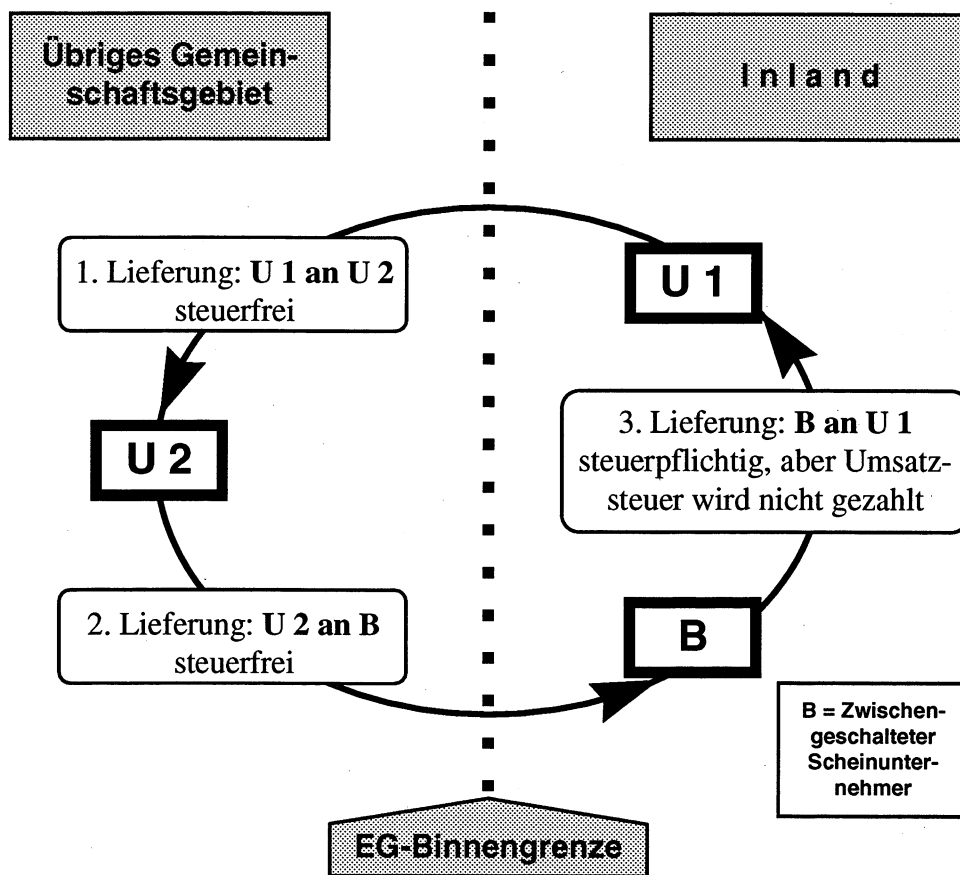 Übriges Gemein-
schaftsgebiet
Inland
1. Lieferung: U 1 an U 2
steuerfrei
U 1
U 2
3. Lieferung: B an U 1
steuerpflichtig, aber Umsatz-
steuer wird nicht gezahlt
2. Lieferung: U 2 an B
steuerfrei
B
B = Zwischen-
geschalteter
Scheinunter-
nehmer
EG-Binnengrenze